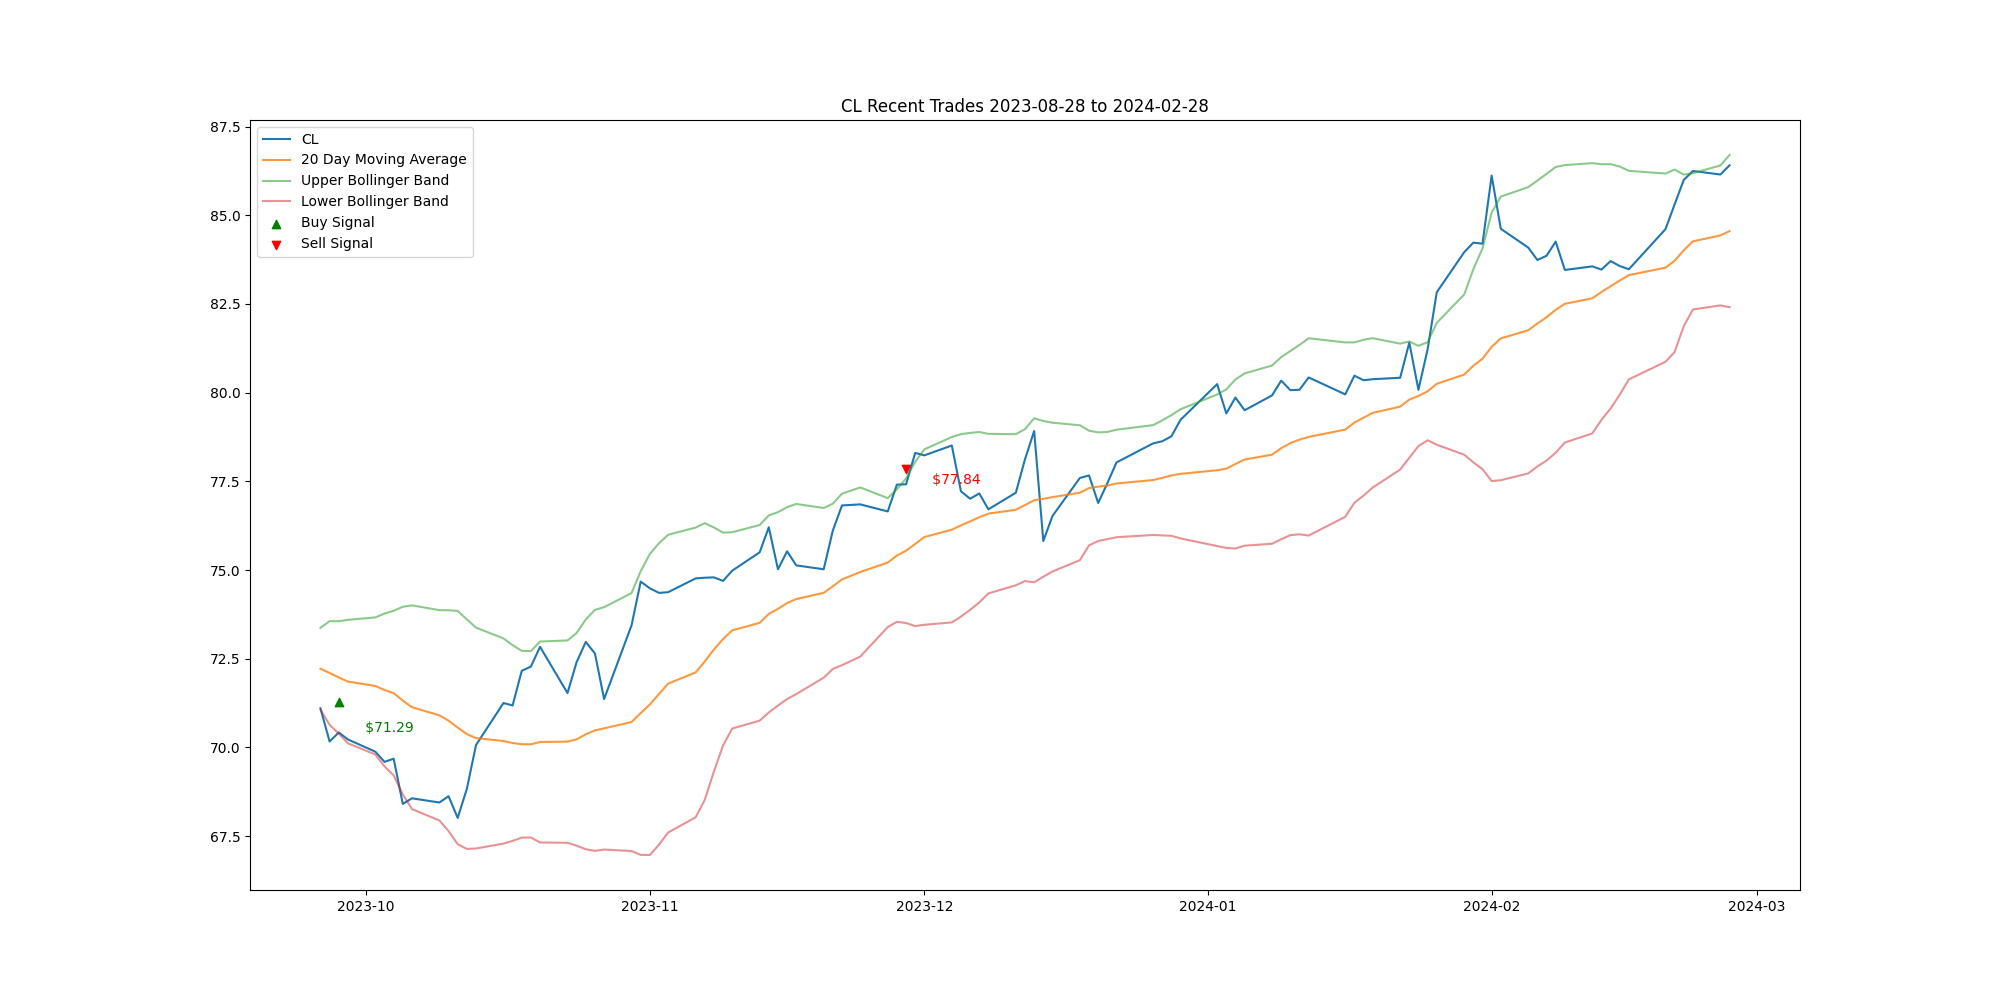 CL Recent Trades 2023-08-28 to 2024-02-28
87.5
85.0
82.5
80.0
77.5
75.0
72.5
70.0
67.5
CL
20 Day Moving Average
Upper Bollinger Band
Lower Bollinger Band
Buy Signal
Sell Signal
$77.84
$71.29
2023-10
2023-11
2023-12
2024-01
2024-02
2024-03